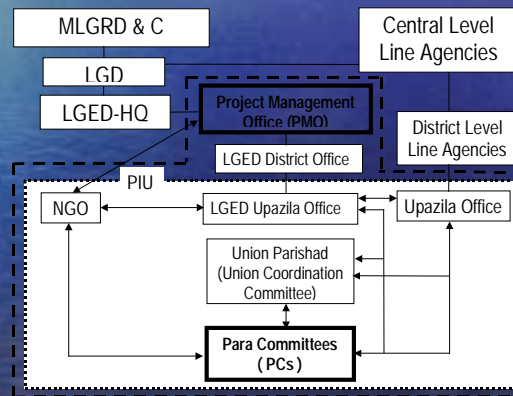 MLGRD & C
Central Level
Line Agencies
LGD
LGED-HQ
Project Management
Office (PMO)
District Level
Line Agencies
LGED District Office
PIU
NGO
LGED Upazila Office
Upazila Office
Union Parishad
(Union Coordination
Committee)
Para Committees
( PCs)